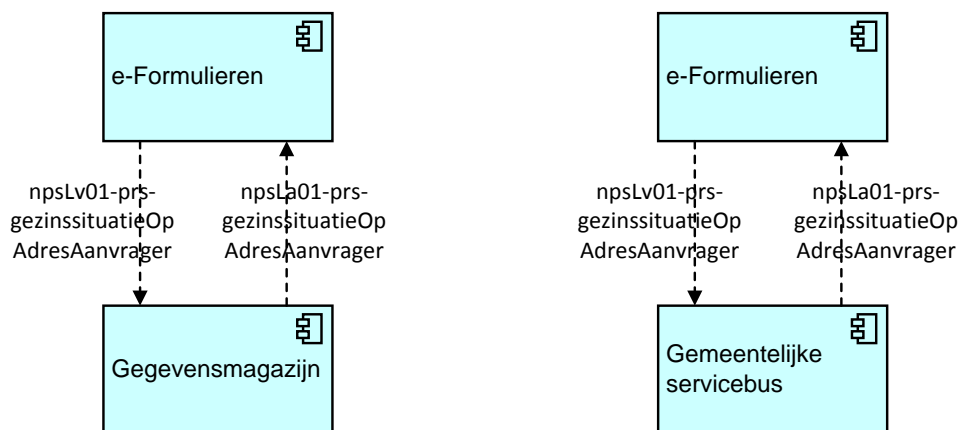 e-Formulieren
e-Formulieren
npsLv01-prs-
gezinssituatieOp
AdresAanvrager
npsLa01-prs-
gezinssituatieOp
AdresAanvrager
npsLv01-prs-
gezinssituatieOp
AdresAanvrager
npsLa01-prs-
gezinssituatieOp
AdresAanvrager
Gegevensmagazijn
Gemeentelijke
servicebus